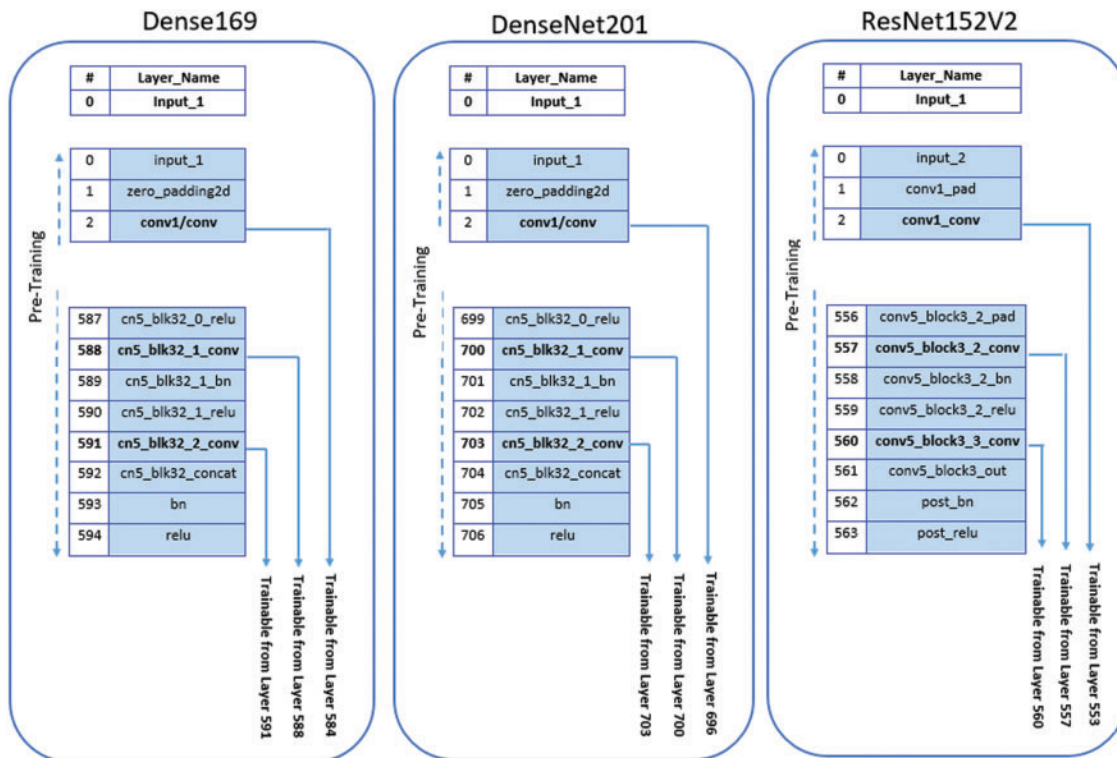 Dense169
# Layer_Name
0 Input_1
0 input_1
1 zero_padding2d
2 conv1/conv
Pre-Training
587 cn5_blk32_0_relu
588 cn5_blk32_1_conv
589 cn5_blk32_1_bn
590 cn5_blk32_1_relu
591 cn5_blk32_2_conv
592 cn5_blk32_concat
593 bn
594 relu
Trainable from Layer 591
Trainable from Layer 588
Trainable from Layer 584
DenseNet201
# Layer_Name
0 Input_1
0 input_1
1 zero_padding2d
2 conv1/conv
Pre-Training
699 cn5_blk32_0_relu
700 cn5_blk32_1_conv
701 cn5_blk32_1_bn
702 cn5_blk32_1_relu
703 cn5_blk32_2_conv
704 cn5_blk32_concat
705 bn
706 relu
Trainable from Layer 703
Trainable from Layer 700
Trainable from Layer 696
ResNet152V2
# Layer_Name
0 Input_1
0 input_2
1 conv1_pad
2 conv1_conv
Pre-Training
556 conv5_block3_2_pad
557 conv5_block3_2_conv
558 conv5_block3_2_bn
559 conv5_block3_2_relu
560 conv5_block3_3_conv
561 conv5_block3_out
562 post_bn
563 post_relu
Trainable from Layer 560
Trainable from Layer 557
Trainable from Layer 553